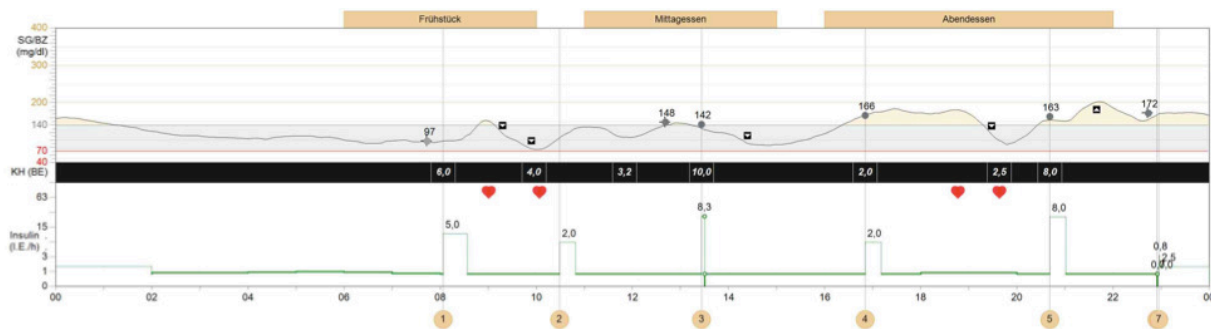 Frühstück Mittagessen Abendessen
400
SG/BZ
(mg/dl)
300
200
166 163 172
148 142
140
97
70
40
KH (BE) 6,0 4,0 3,2 10,0 2,0 2,5 8,0
63
8,3 8,0
15
Insulin
(I.E./h)
5,0
2,0 2,0
0,8
2,5
3
1
0
00 02 04 06 08 10 12 14 16 18 20 22
1 2 3 4 5 7